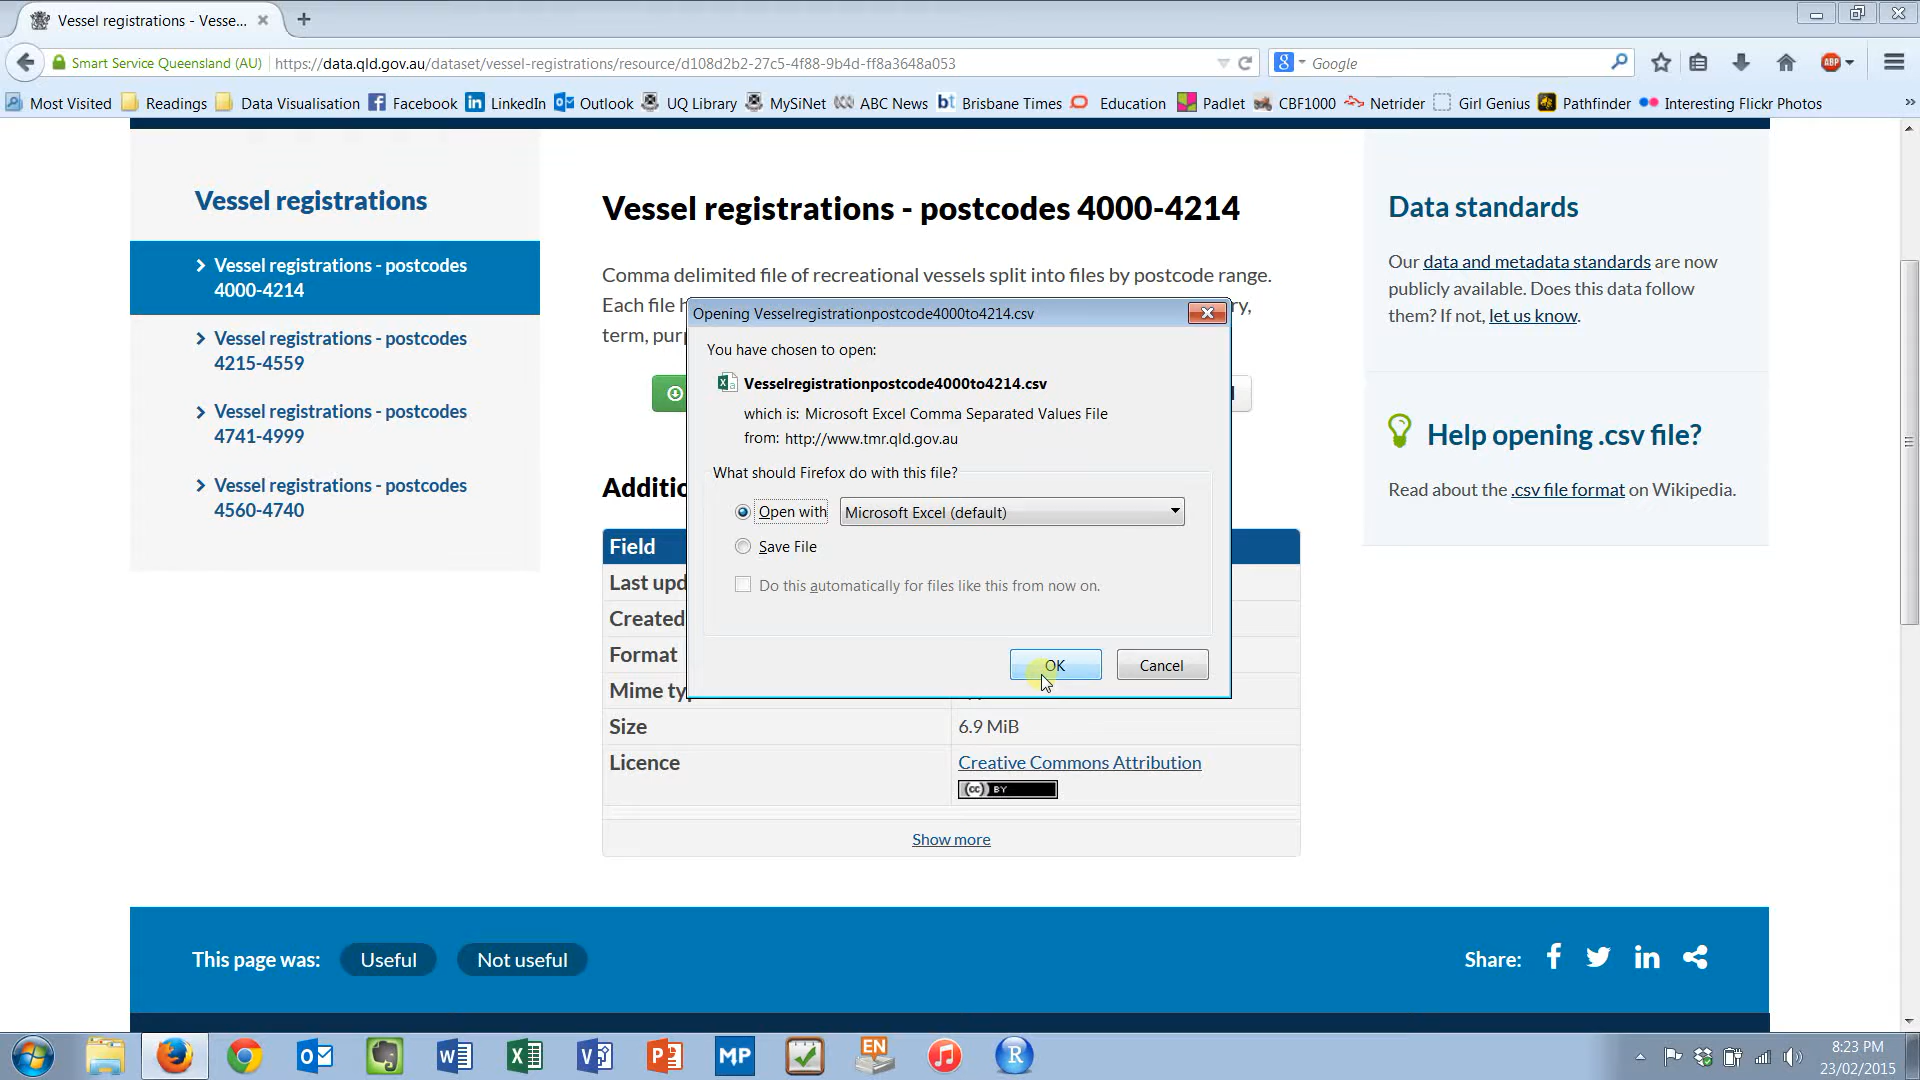 Vessel registrations - Vesse...
Smart Service Queensland (AU)
https://data.qld.gov.au/dataset/vessel-registrations/resource/d108d2b2-27c5-4f88-9b4d-ff8a3648a053
Google
ABP
Most Visited
Readings
Data Visualisation
Facebook
LinkedIn
Outlook
UQ Library
MySiNet
ABC News
Brisbane Times
Education
Padlet
CBF1000
Netrider
Girl Genius
Pathfinder
Interesting Flickr Photos
Vessel registrations
Vessel registrations - postcodes
4000-4214
Vessel registrations - postcodes
4215-4559
Vessel registrations - postcodes
4741-4999
Vessel registrations - postcodes
4560-4740
Vessel registrations - postcodes 4000-4214
Comma delimited file of recreational vessels split into files by postcode range.
Each file h
ry,
term, pur
Opening Vesselregistrationpostcode4000to4214.csv
You have chosen to open:
Vesselregistrationpostcode4000to4214.csv
which is: Microsoft Excel Comma Separated Values File
from: http://www.tmr.qld.gov.au
What should Firefox do with this file?
Open with
Microsoft Excel (default)
Save File
Do this automatically for files like this from now on.
OK
Cancel
Additio
Field
Last upd
Created
Format
Mime ty
Size
6.9 MiB
Licence
Creative Commons Attribution
(cc) BY
Show more
Data standards
Our data and metadata standards are now
publicly available. Does this data follow
them? If not, let us know.
Help opening .csv file?
Read about the .csv file format on Wikipedia.
This page was:
Useful
Not useful
Share:
MP
EN
R
8:23 PM
23/02/2015